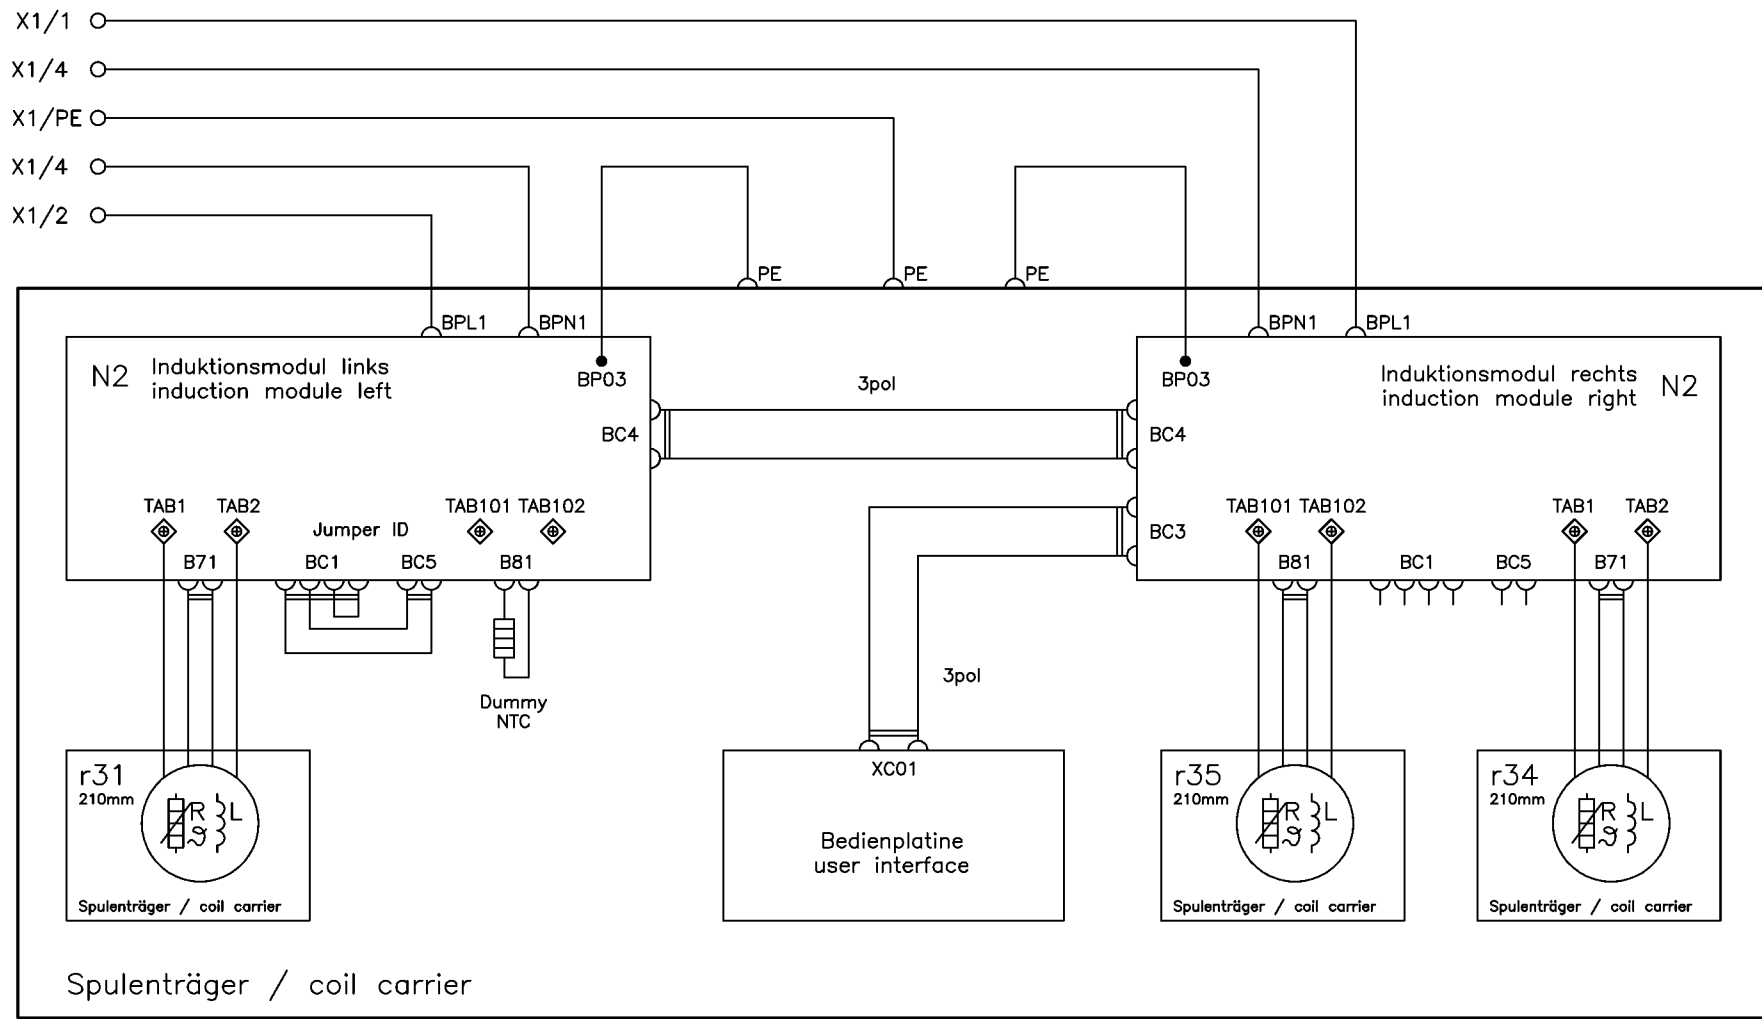 X1/1
X1/4
X1/PE
X1/4
X1/2
PE
PE
PE
BPL1
BPN1
BPN1
BPL1
N2
Induktionsmodul links
induction module left
BP03
3pol
BP03
Induktionsmodul rechts
induction module right
N2
BC4
BC4
TAB1
TAB2
Jumper ID
TAB101
TAB102
BC3
TAB101
TAB102
TAB1
TAB2
B71
BC1
BC5
B81
B81
BC1
BC5
B71
3pol
Dummy
NTC
r31
210mm
R
L
ϑ
Spulenträger / coil carrier
XC01
Bedienplatine
user interface
r35
210mm
R
L
ϑ
Spulenträger / coil carrier
r34
210mm
R
L
ϑ
Spulenträger / coil carrier
Spulenträger / coil carrier